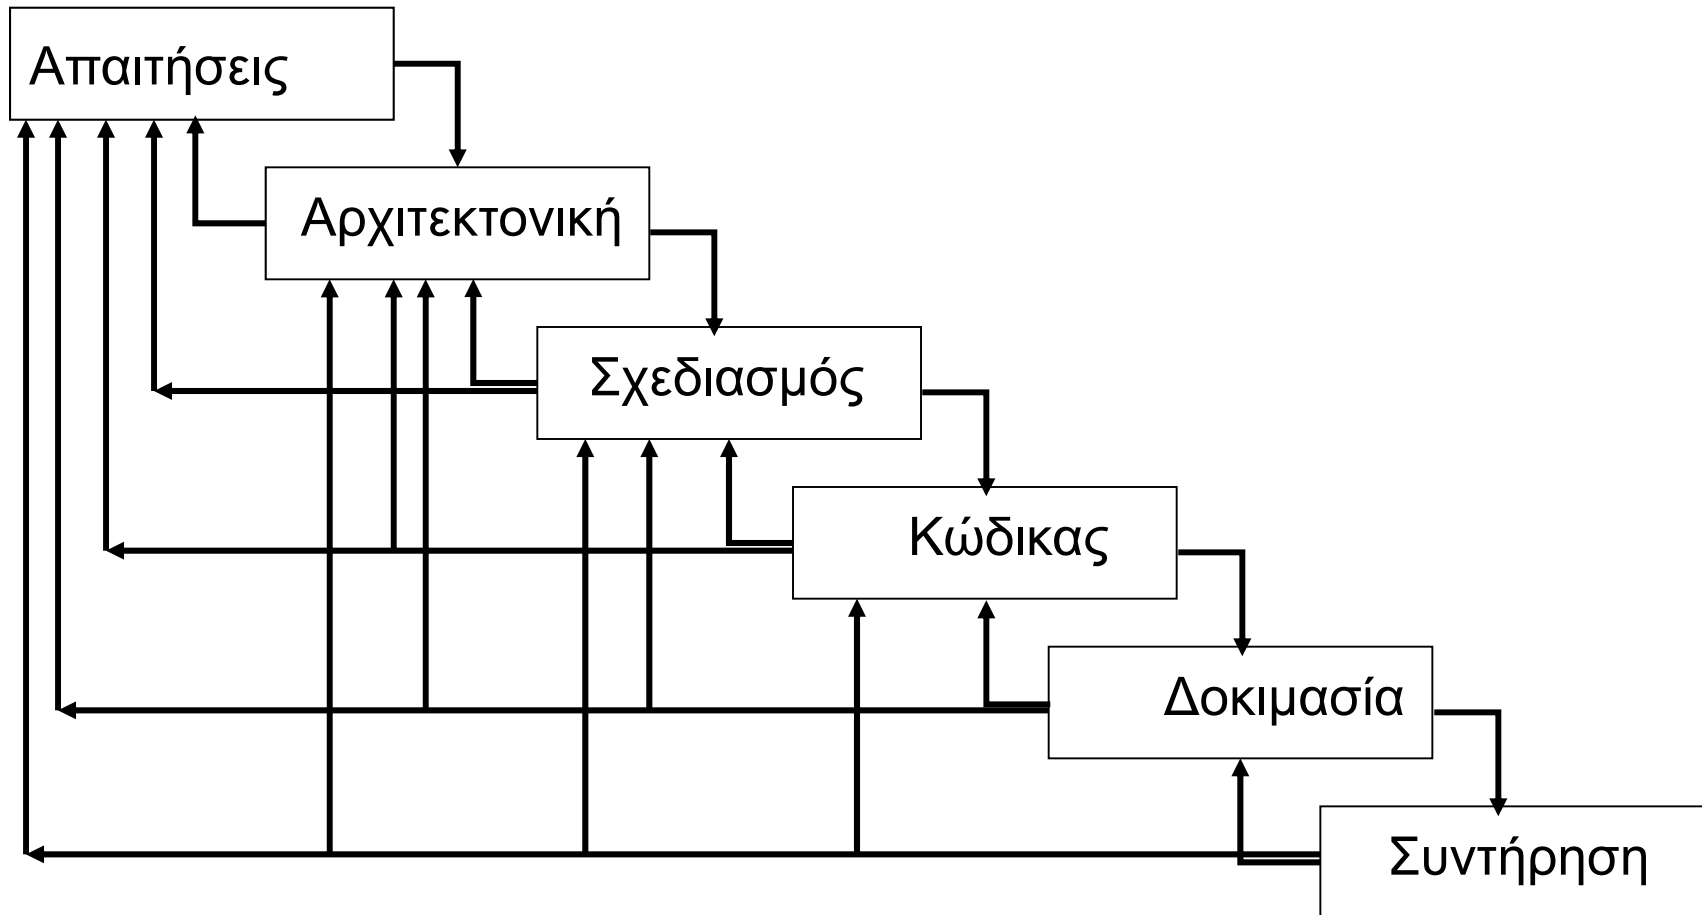 Απαιτήσεις
Αρχιτεκτονική
Σχεδιασμός
Κώδικας
Δοκιμασία
Συντήρηση